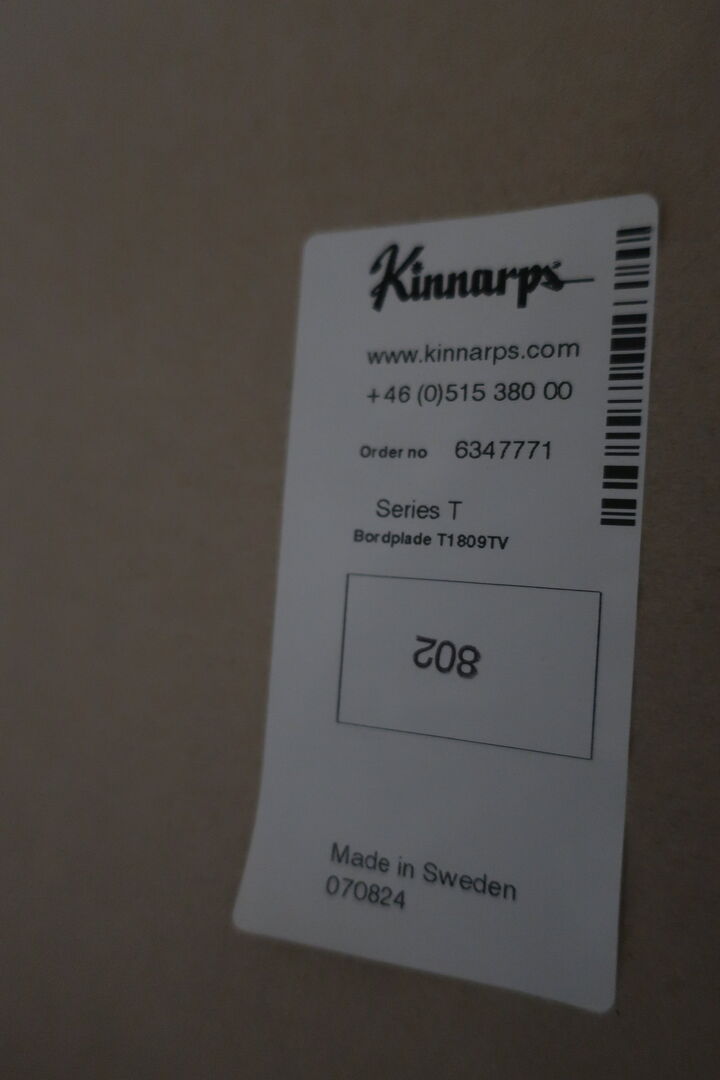 Kinnarps
www.kinnarps.com
+46 (0)515 380 00
Order no 6347771
Series T
Bordplade T1809TV
802
Made in Sweden
070824